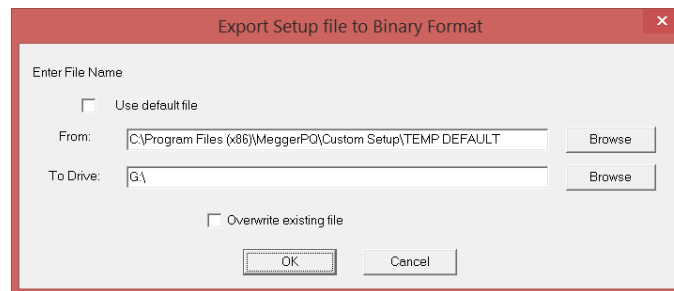 Export Setup file to Binary Format
x
Enter File Name
Use default file
From: C:\Program Files (x86)\MeggerPQ\Custom Setup\TEMP DEFAULT Browse
To Drive: G:\ Browse
Overwrite existing file
OK Cancel